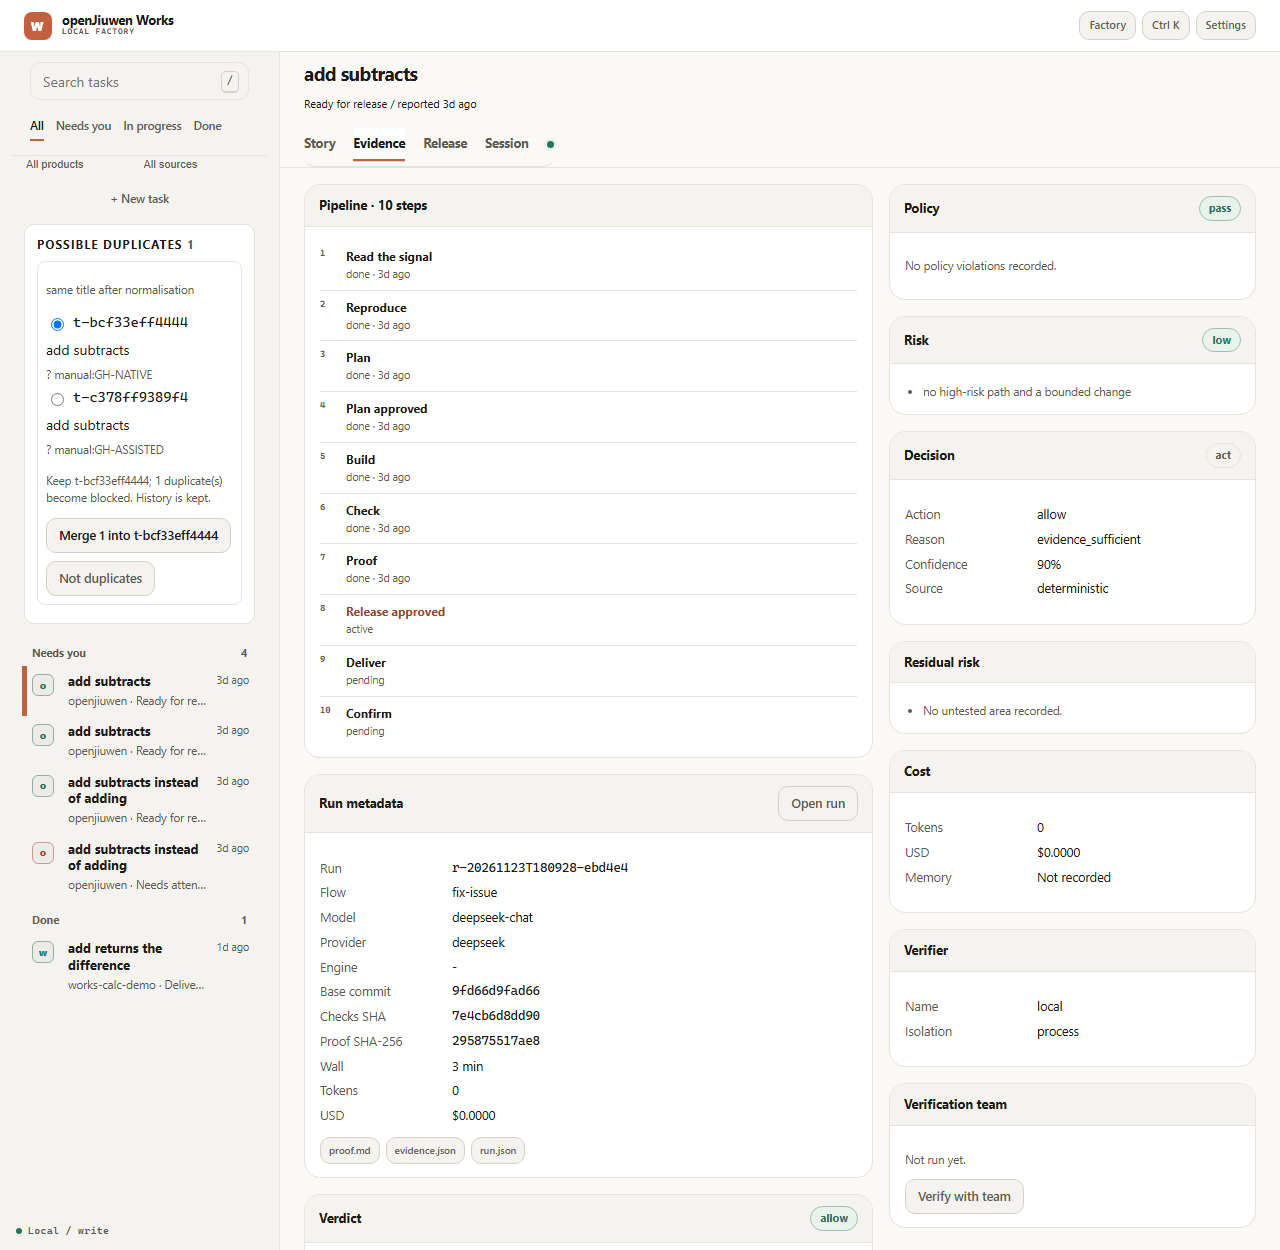 w
openJiuwen Works
LOCAL FACTORY
Factory
Ctrl K
Settings
Search tasks
/
All
Needs you
In progress
Done
All products
All sources
+ New task
POSSIBLE DUPLICATES 1
same title after normalisation
t-bcf33eff4444
add subtracts
? manual:GH-NATIVE
t-c378ff9389f4
add subtracts
? manual:GH-ASSISTED
Keep t-bcf33eff4444; 1 duplicate(s)
become blocked. History is kept.
Merge 1 into t-bcf33eff4444
Not duplicates
Needs you
4
o
add subtracts
3d ago
openjiuwen · Ready for re...
o
add subtracts
3d ago
openjiuwen · Ready for re...
o
add subtracts instead
of adding
3d ago
openjiuwen · Ready for re...
o
add subtracts instead
of adding
3d ago
openjiuwen · Needs atten...
Done
1
w
add returns the
difference
1d ago
works-calc-demo · Delive...
Local / write
add subtracts
Ready for release / reported 3d ago
Story
Evidence
Release
Session
Pipeline · 10 steps
1
Read the signal
done · 3d ago
2
Reproduce
done · 3d ago
3
Plan
done · 3d ago
4
Plan approved
done · 3d ago
5
Build
done · 3d ago
6
Check
done · 3d ago
7
Proof
done · 3d ago
8
Release approved
active
9
Deliver
pending
10
Confirm
pending
Run metadata
Open run
Run r-20261123T180928-ebd4e4
Flow fix-issue
Model deepseek-chat
Provider deepseek
Engine -
Base commit 9fd66d9fad66
Checks SHA 7e4cb6d8dd90
Proof SHA-256 295875517ae8
Wall 3 min
Tokens 0
USD $0.0000
proof.md
evidence.json
run.json
Verdict
allow
Policy
pass
No policy violations recorded.
Risk
low
• no high-risk path and a bounded change
Decision
act
Action allow
Reason evidence_sufficient
Confidence 90%
Source deterministic
Residual risk
• No untested area recorded.
Cost
Tokens 0
USD $0.0000
Memory Not recorded
Verifier
Name local
Isolation process
Verification team
Not run yet.
Verify with team